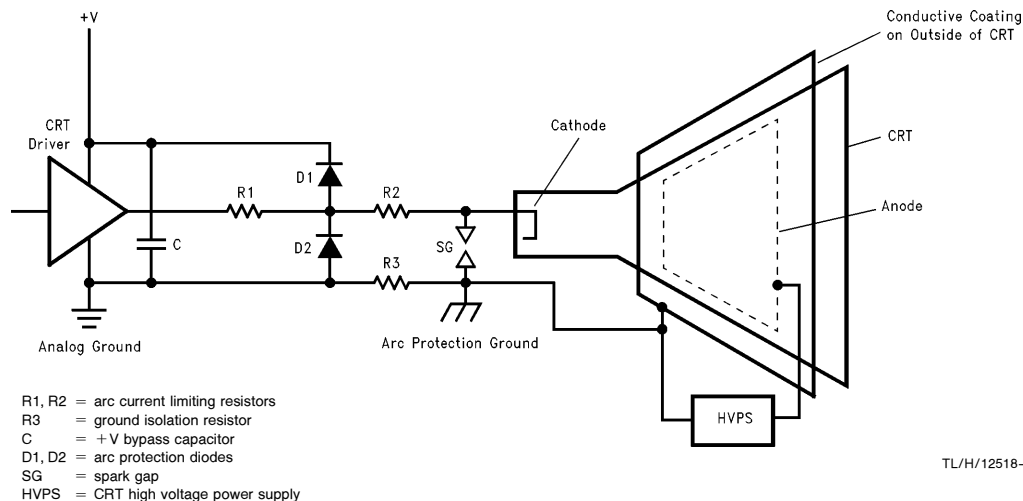 +V
Conductive Coating
on Outside of CRT
CRT
Driver
Cathode
CRT
D1
R1
R2
Anode
C
D2
SG
R3
Analog Ground
Arc Protection Ground
HVPS
R1, R2 = arc current limiting resistors
R3 = ground isolation resistor
C = +V bypass capacitor
D1, D2 = arc protection diodes
SG = spark gap
HVPS = CRT high voltage power supply
TL/H/12518-